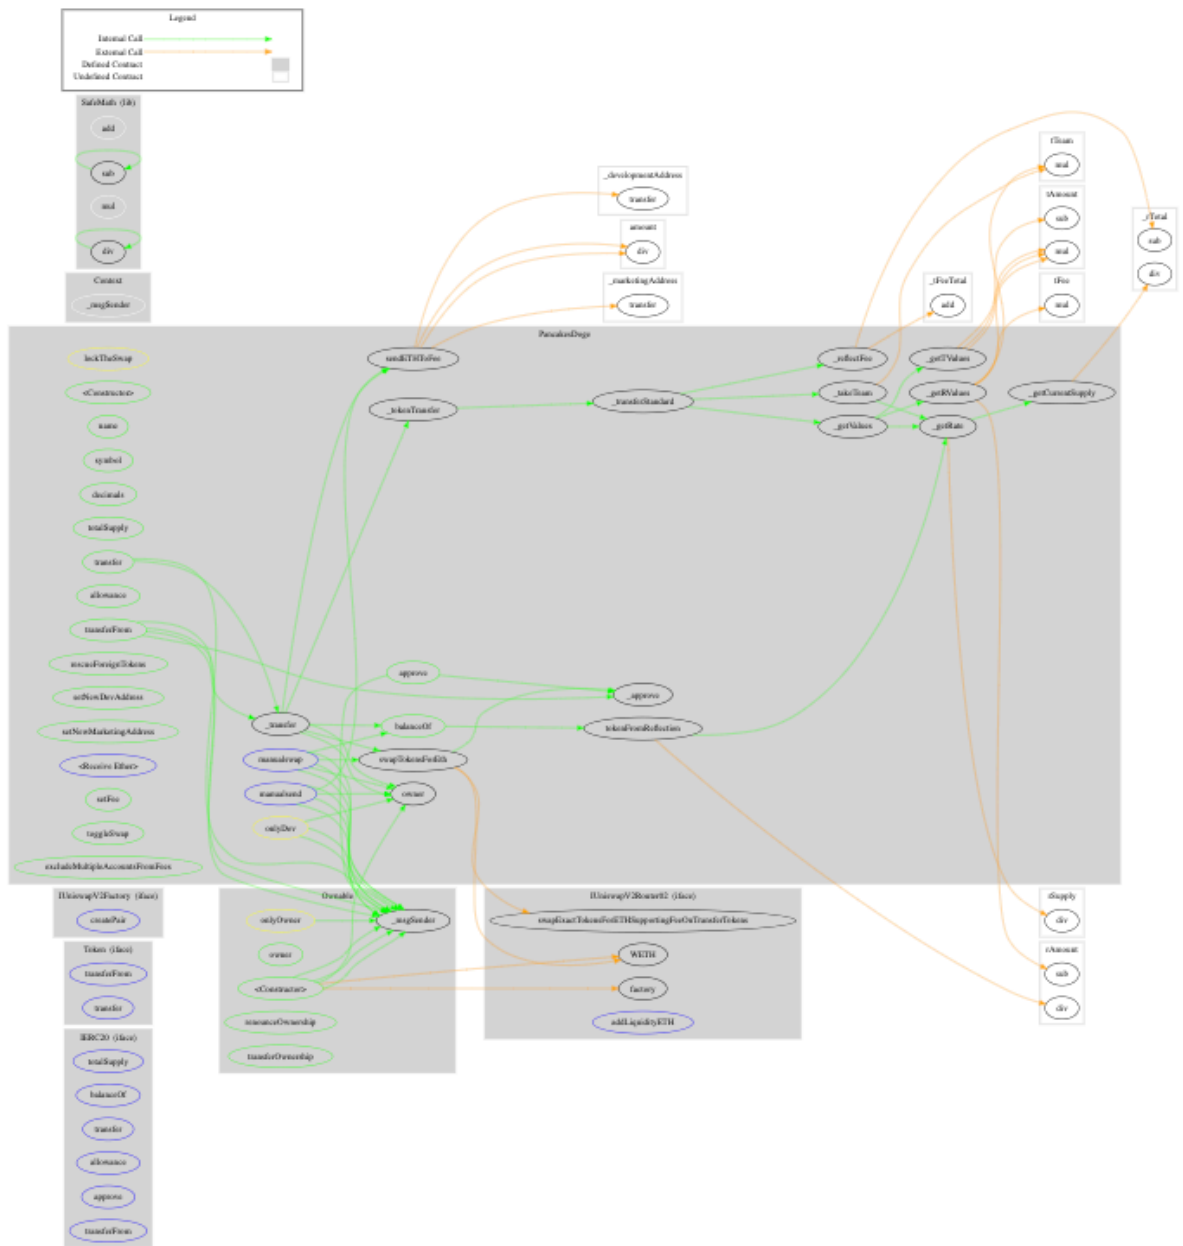 Legend
Internal Call
External Call
Defined Contract
Undefined Contract
SafeMath (lib)
add
sub
mul
div
Context
_msgSender
_developmentAddress
transfer
amount
div
_marketingAddress
transfer
_tFeeTotal
add
tTeam
mul
tAmount
sub
mul
tFee
mul
_tTotal
sub
div
PancakesDoge
lockTheSwap
<Constructor>
name
symbol
decimals
totalSupply
transfer
allowance
transferFrom
rescueForeignTokens
setNewDevAddress
setNewMarketingAddress
<Receive Ether>
setFee
toggleSwap
excludeMultipleAccountsFromFees
_transfer
manualswap
manualsend
onlyDev
sendETHToFee
_tokenTransfer
approve
balanceOf
swapTokensForEth
owner
_transferStandard
_approve
tokenFromReflection
_reflectFee
_takeTeam
_getValues
_getTValues
_getRValues
_getRate
_getCurrentSupply
IUniswapV2Factory (iface)
createPair
Token (iface)
transferFrom
transfer
IERC20 (iface)
totalSupply
balanceOf
transfer
allowance
approve
transferFrom
Ownable
onlyOwner
owner
<Constructor>
renounceOwnership
transferOwnership
_msgSender
IUniswapV2Router02 (iface)
swapExactTokensForETHSupportingFeeOnTransferTokens
WETH
factory
addLiquidityETH
rSupply
div
rAmount
sub
div